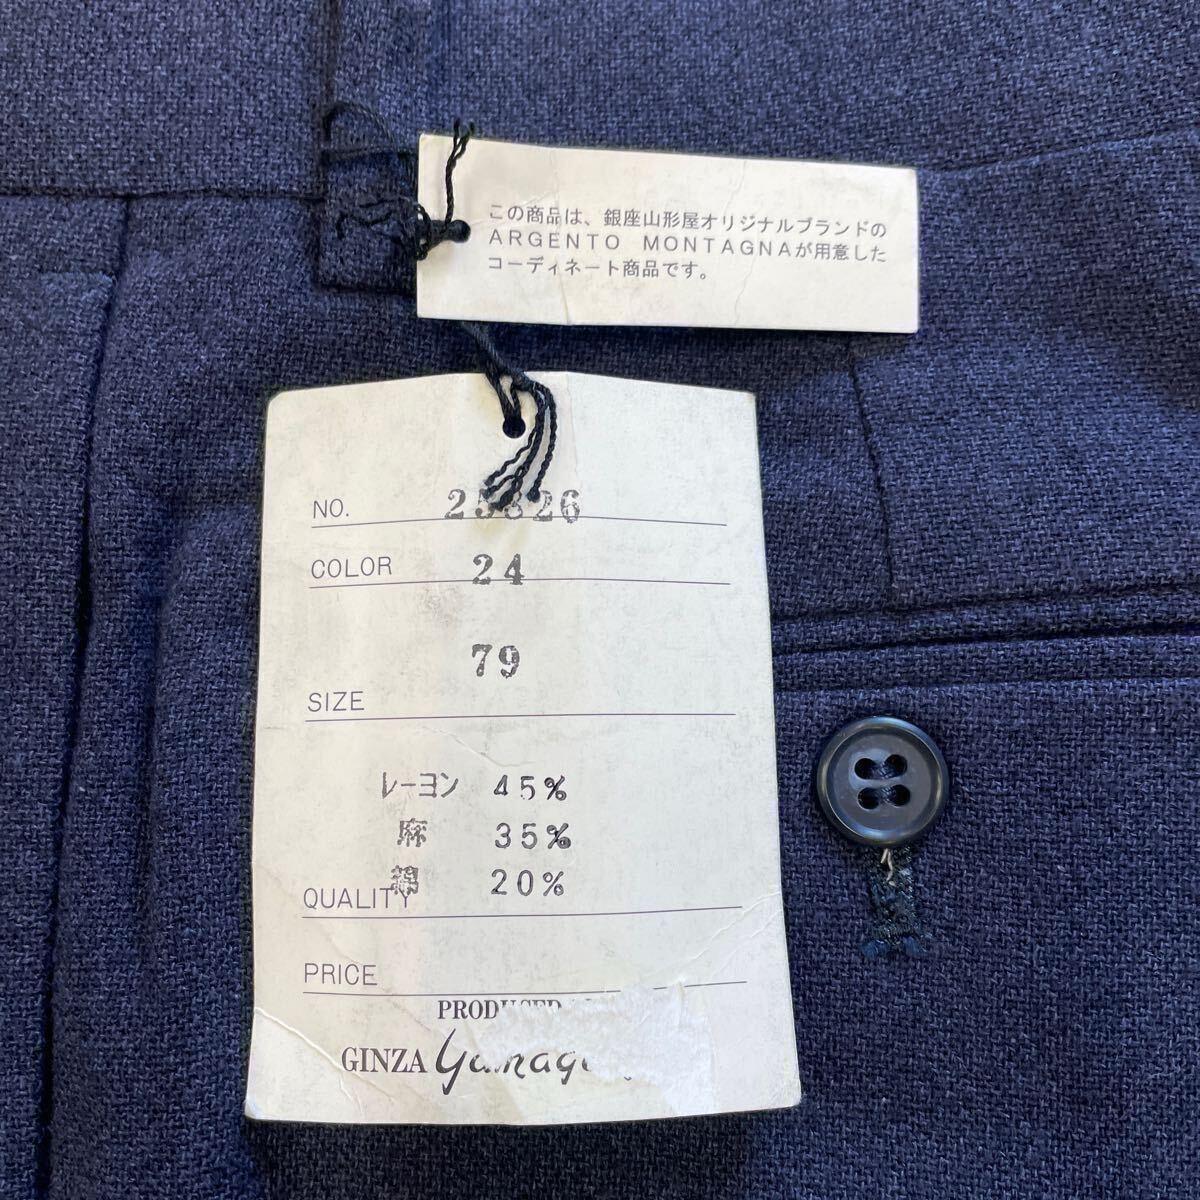 この商品は、銀座山形屋オリジナルブランドの
ARGENTO MONTAGNAが用意した
コーディネート商品です。
NO. 25326
COLOR 24
79
SIZE
レーヨン 45%
麻 35%
綿 20%
QUALITY
PRICE
GINZA